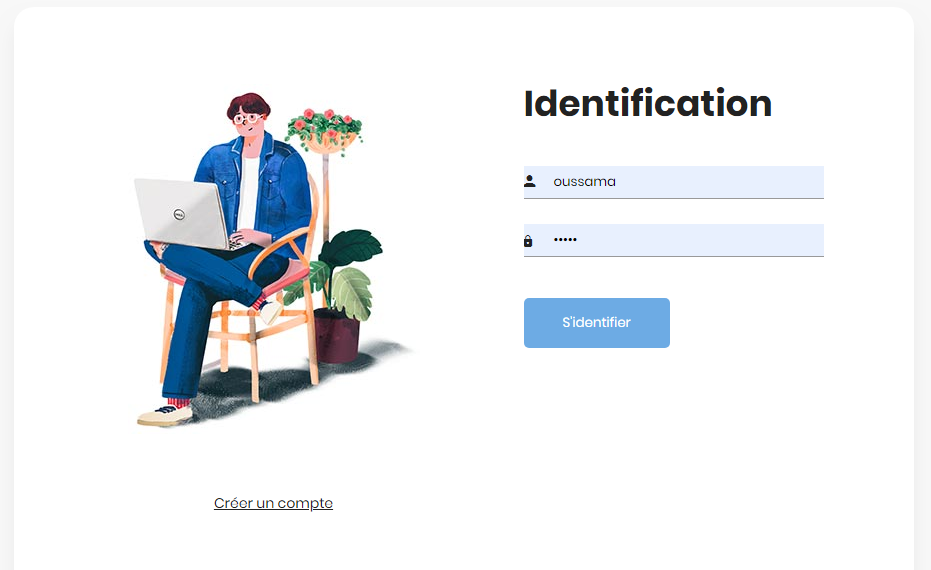 Identification
oussama
•••••
S'identifier
Créer un compte